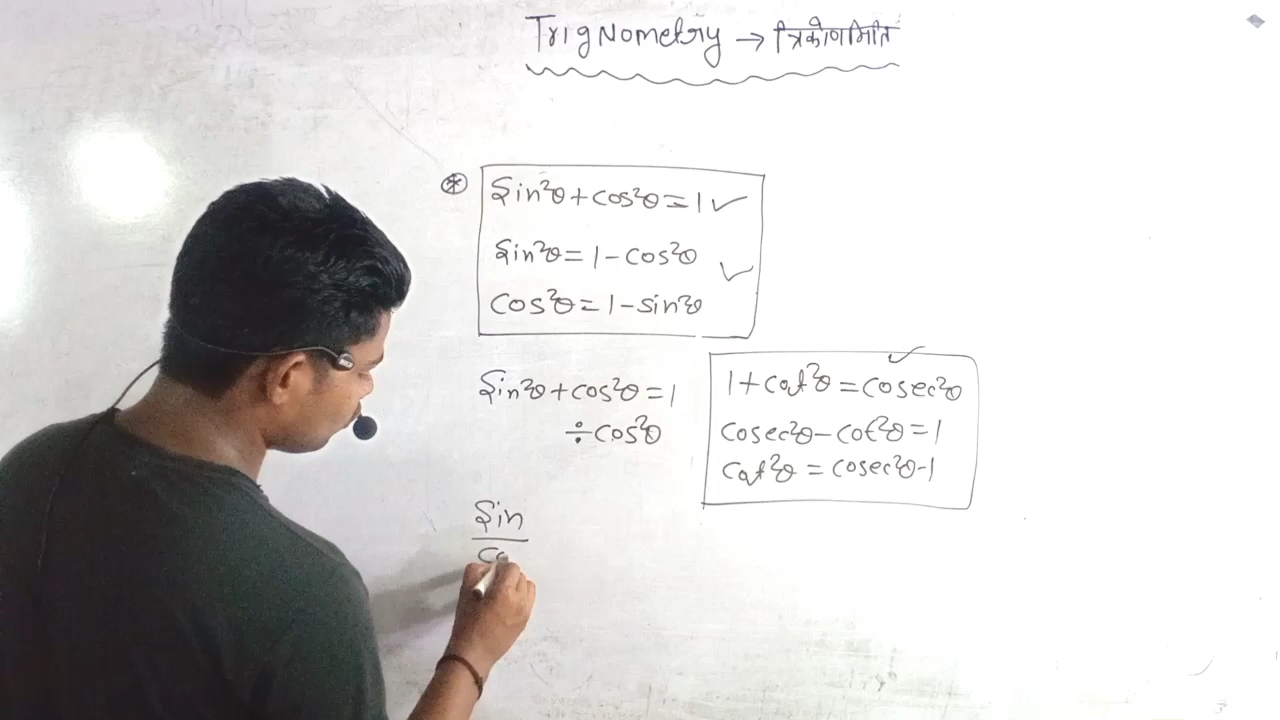 TrigNometry → त्रिकोणमिति
* Sin²θ + cos²θ = 1 ✓
Sin²θ = 1 - cos²θ ✓
Cos²θ = 1 - sin²θ
Sin²θ + cos²θ = 1
÷ cos²θ
1 + cot²θ = cosec²θ ✓
cosec²θ - cot²θ = 1
cot²θ = cosec²θ - 1
Sin
co